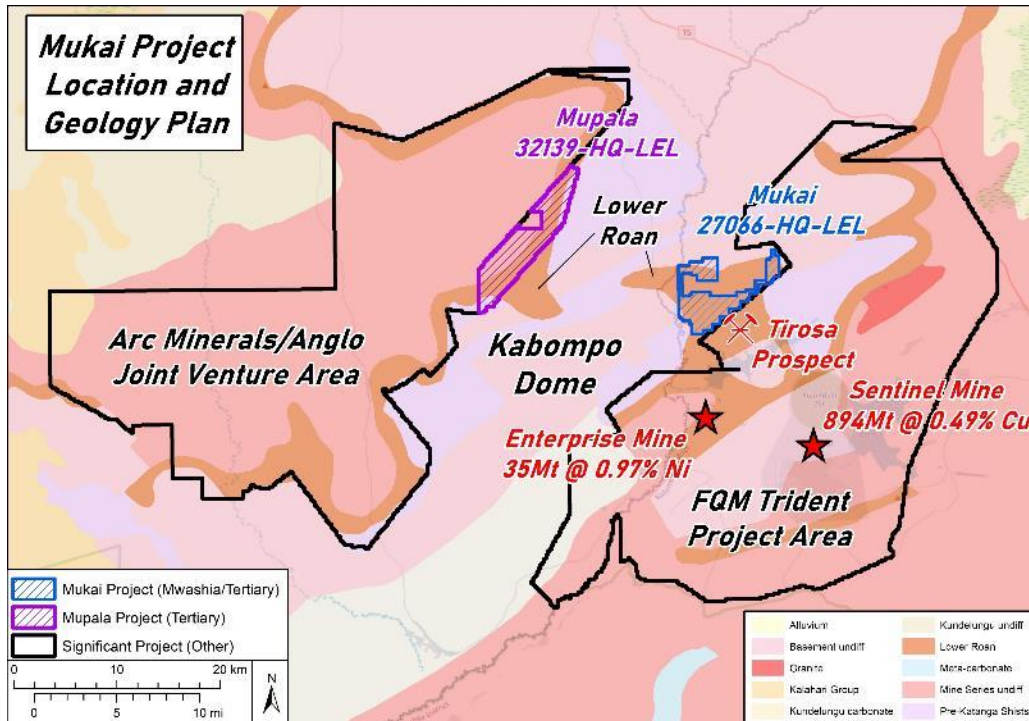 Mukai Project
Location and
Geology Plan
15
Mupala
32139-HQ-LEL
Mukai
27066-HQ-LEL
Lower
Roan
Arc Minerals/Anglo
Joint Venture Area
Kabompo
Dome
Tirosa
Prospect
Sentinel Mine
894Mt @ 0.49% Cu
Enterprise Mine
35Mt @ 0.97% Ni
FQM Trident
Project Area
Mukai Project (Mwashia/Tertiary)
Mupala Project (Tertiary)
Significant Project (Other)
0 10 20 km
0 5 10 mi
N
Alluvium
Basement undiff
Granite
Kalahari Group
Kundelungu carbonate
Kundelungu undiff
Lower Roan
Meta-carbonate
Mine Series undiff
Pre-Katanga Shists